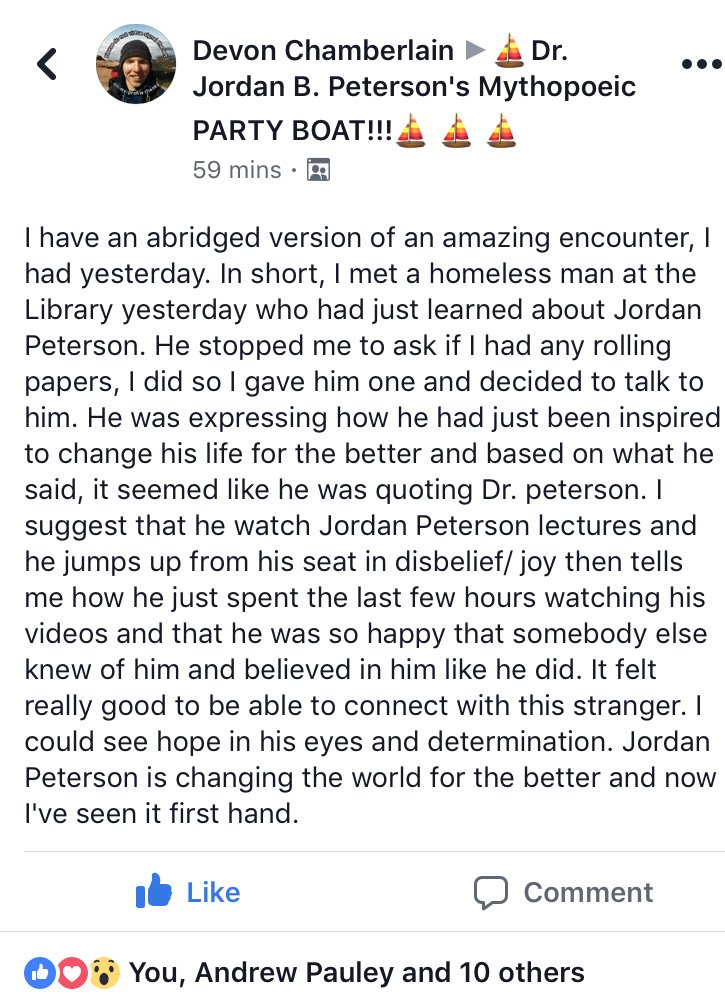 Devon Chamberlain ▶ ⛵ Dr.
Jordan B. Peterson's Mythopoeic
PARTY BOAT!!!⛵ ⛵ ⛵
59 mins ·
I have an abridged version of an amazing encounter, I
had yesterday. In short, I met a homeless man at the
Library yesterday who had just learned about Jordan
Peterson. He stopped me to ask if I had any rolling
papers, I did so I gave him one and decided to talk to
him. He was expressing how he had just been inspired
to change his life for the better and based on what he
said, it seemed like he was quoting Dr. peterson. I
suggest that he watch Jordan Peterson lectures and
he jumps up from his seat in disbelief/ joy then tells
me how he just spent the last few hours watching his
videos and that he was so happy that somebody else
knew of him and believed in him like he did. It felt
really good to be able to connect with this stranger. I
could see hope in his eyes and determination. Jordan
Peterson is changing the world for the better and now
I've seen it first hand.
Like
Comment
You, Andrew Pauley and 10 others